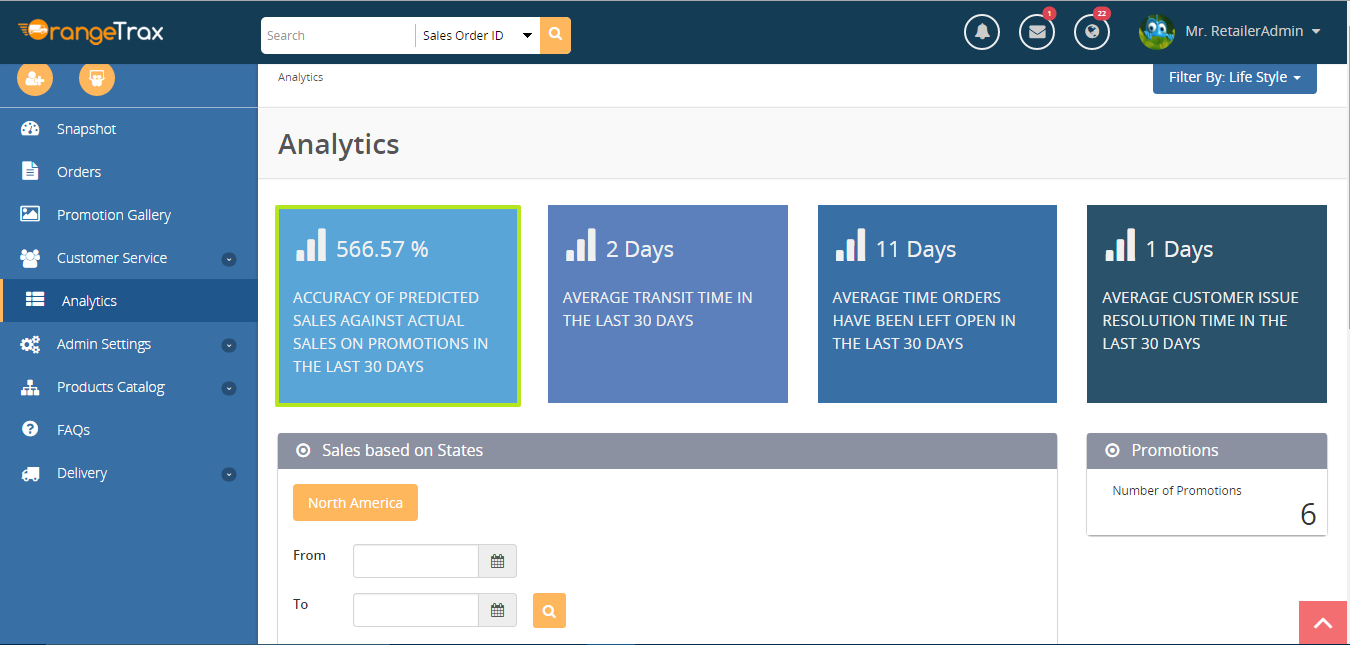 OrangeTrax
Search
Sales Order ID
1
22
Mr. RetailerAdmin
Analytics
Filter By: Life Style
Snapshot
Orders
Promotion Gallery
Customer Service
Analytics
Admin Settings
Products Catalog
FAQs
Delivery
Analytics
566.57 %
ACCURACY OF PREDICTED
SALES AGAINST ACTUAL
SALES ON PROMOTIONS IN
THE LAST 30 DAYS
2 Days
AVERAGE TRANSIT TIME IN
THE LAST 30 DAYS
11 Days
AVERAGE TIME ORDERS
HAVE BEEN LEFT OPEN IN
THE LAST 30 DAYS
1 Days
AVERAGE CUSTOMER ISSUE
RESOLUTION TIME IN THE
LAST 30 DAYS
Sales based on States
North America
From
To
Promotions
Number of Promotions
6